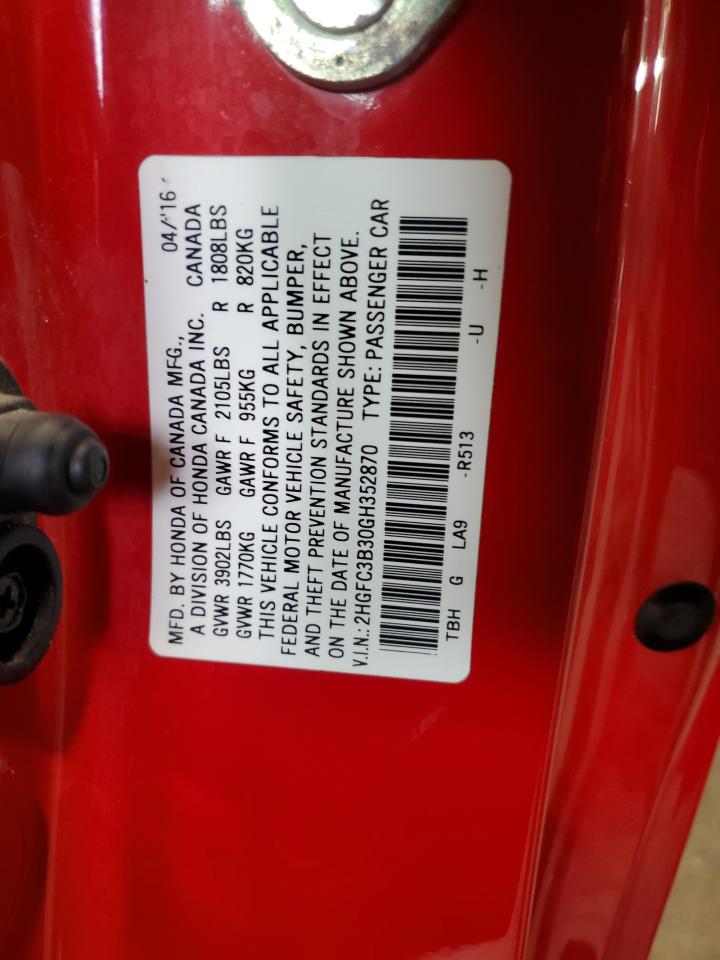 MFD. BY HONDA OF CANADA MFG., 04/'16
A DIVISION OF HONDA CANADA INC. CANADA
GVWR 3902LBS GAWR F 2105LBS R 1808LBS
GVWR 1770KG GAWR F 955KG R 820KG
THIS VEHICLE CONFORMS TO ALL APPLICABLE
FEDERAL MOTOR VEHICLE SAFETY, BUMPER,
AND THEFT PREVENTION STANDARDS IN EFFECT
ON THE DATE OF MANUFACTURE SHOWN ABOVE.
V.I.N.: 2HGFC3B30GH352870 TYPE: PASSENGER CAR
TBH G LA9 -R513 -U -H